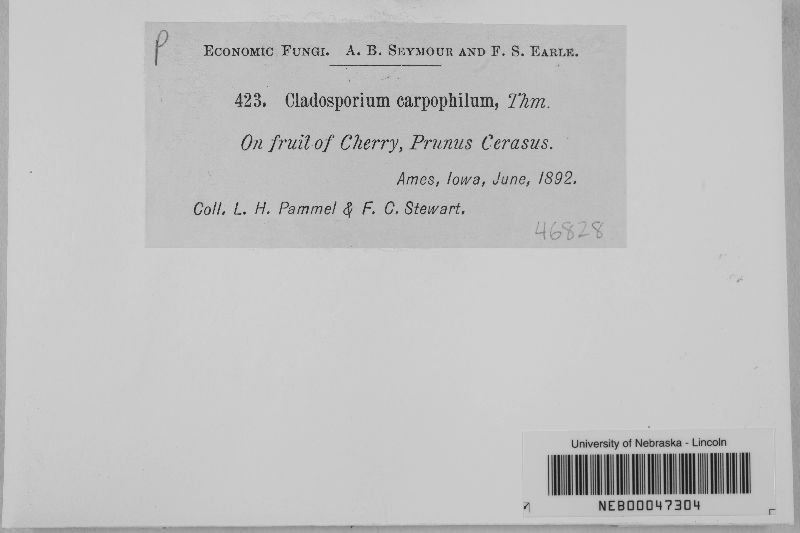 P
ECONOMIC FUNGI. A. B. SEYMOUR AND F. S. EARLE.
423. Cladosporium carpophilum, Thm.
On fruit of Cherry, Prunus Cerasus.
Ames, Iowa, June, 1892.
Coll. L. H. Pammel & F. C. Stewart.
46828
University of Nebraska - Lincoln
NEB00047304